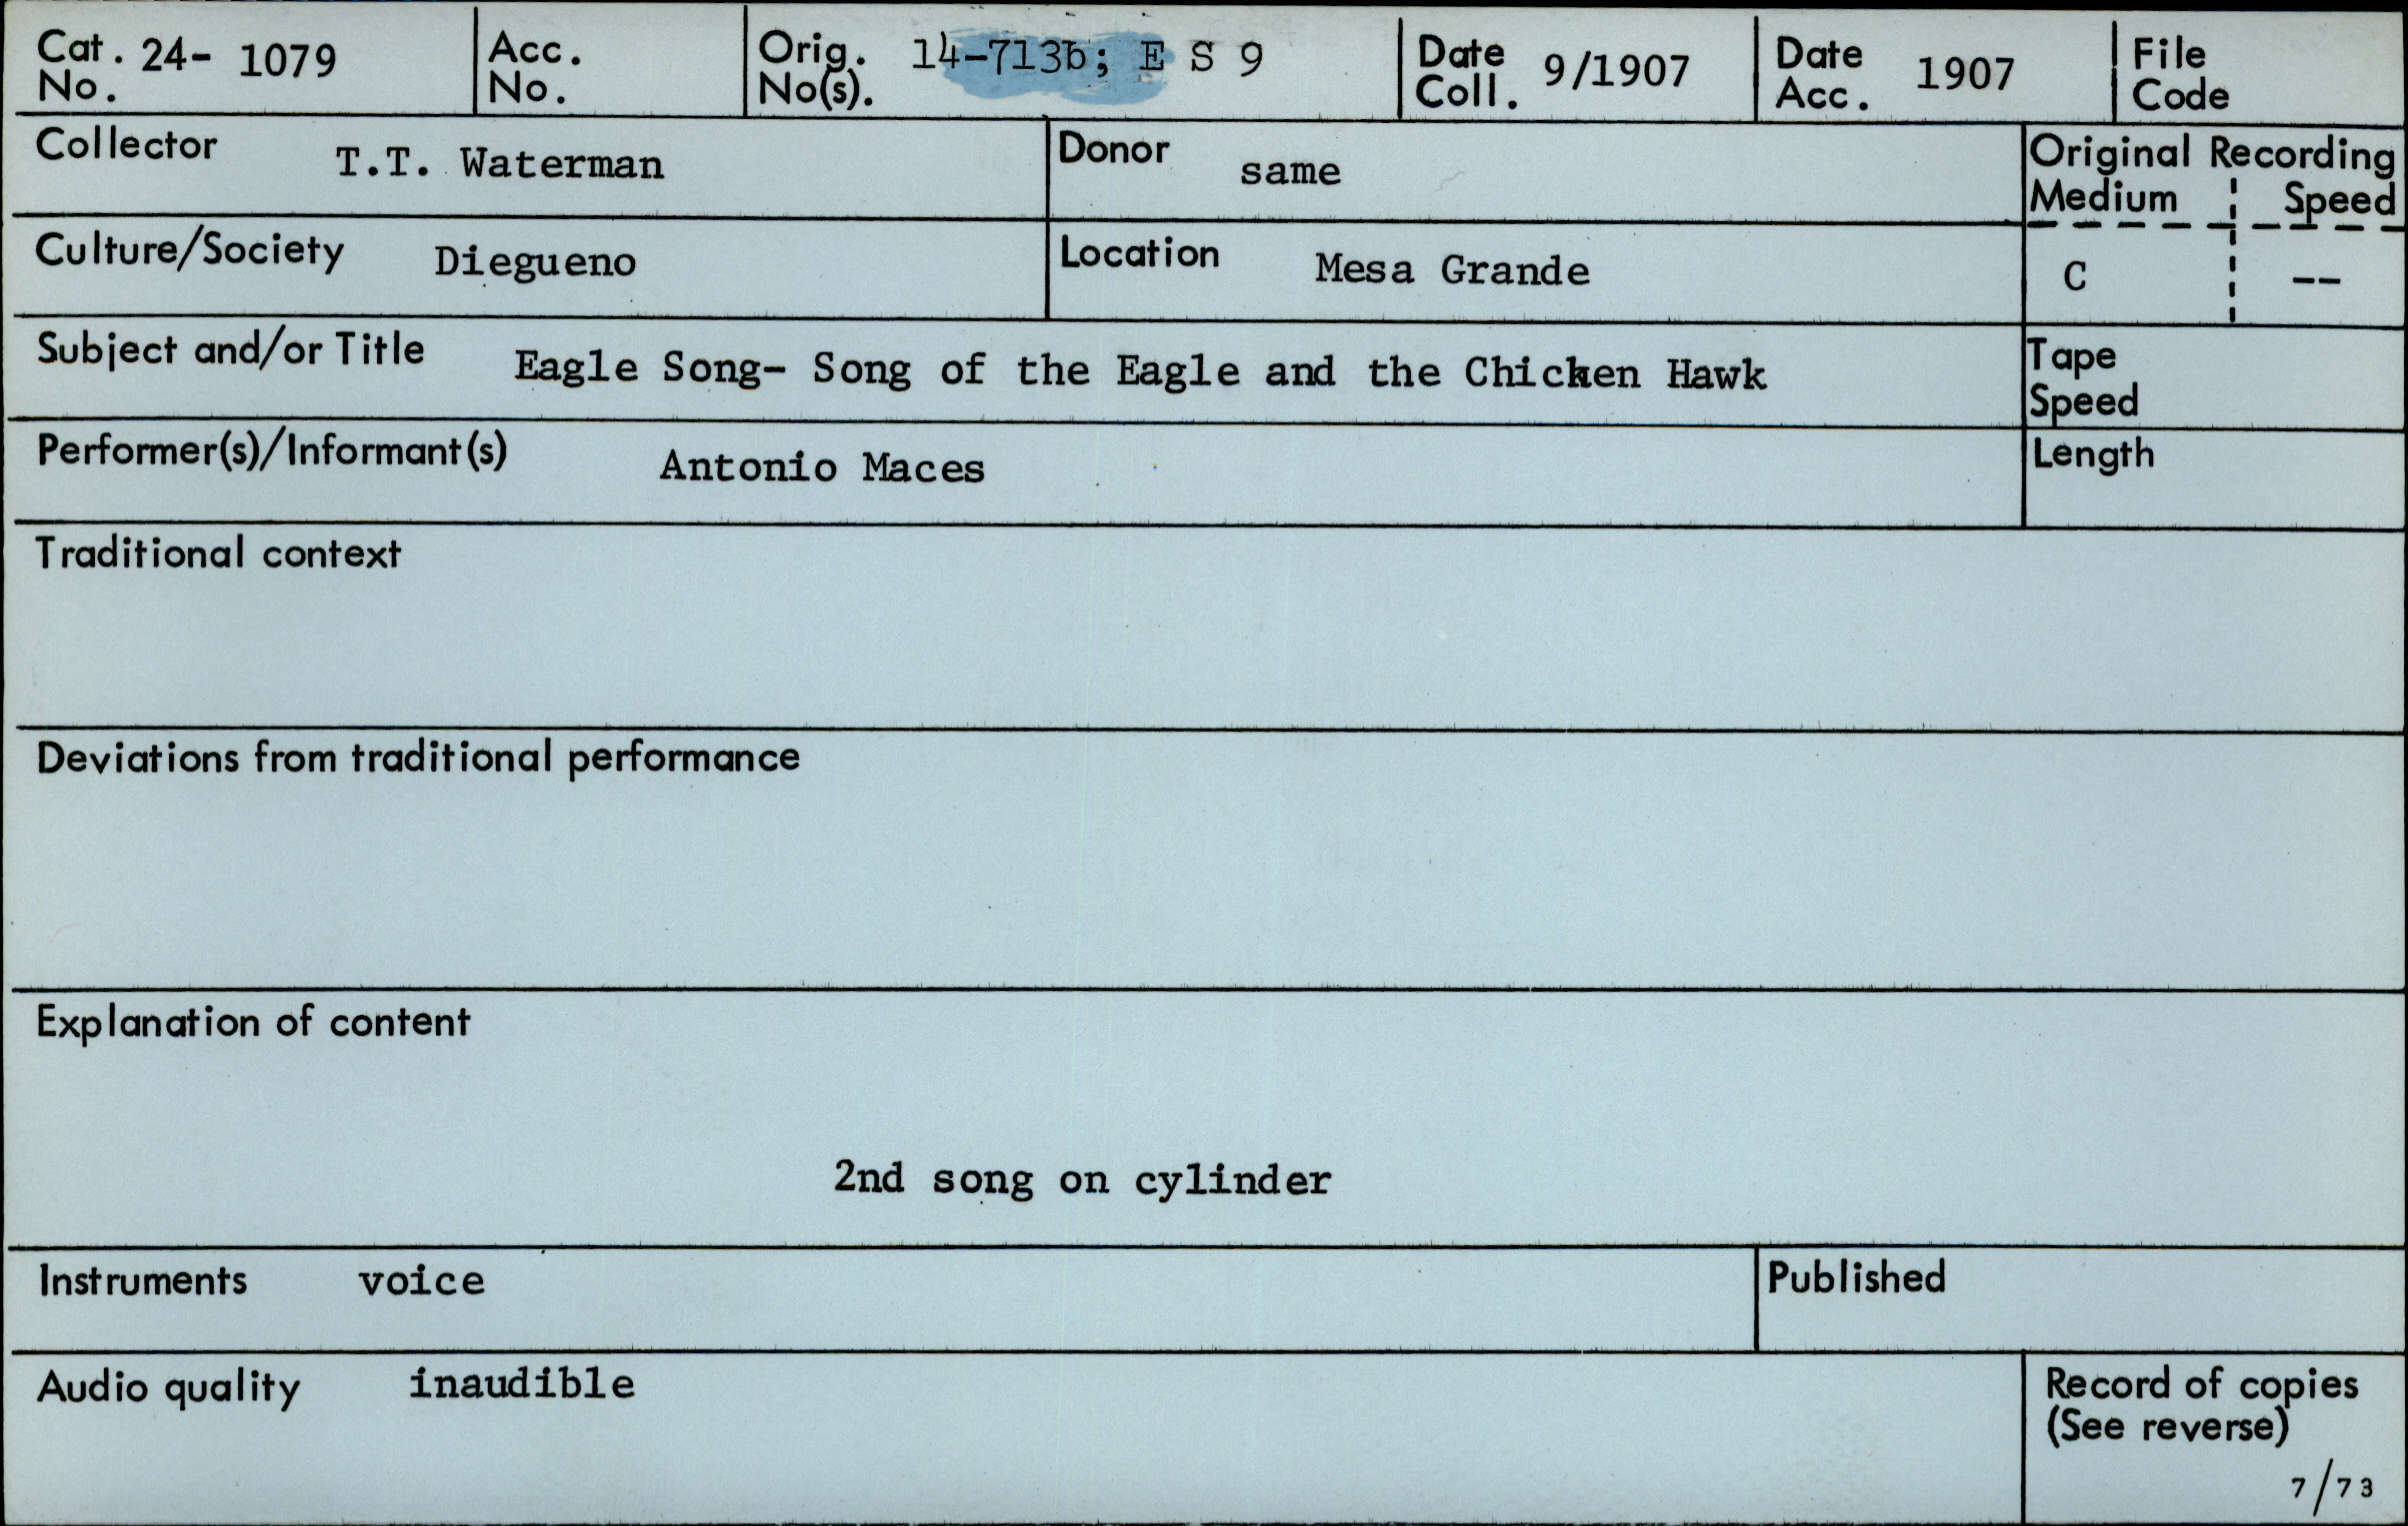 Cat. No. 24- 1079
Acc. No.
Orig. No(s). 14-713b; E S 9
Date Coll. 9/1907
Date Acc. 1907
File Code
Collector T.T. Waterman
Donor same
Original Recording
Medium Speed
C --
Culture/Society Diegueno
Location Mesa Grande
Subject and/or Title Eagle Song- Song of the Eagle and the Chicken Hawk
Tape Speed
Performer(s)/Informant(s) Antonio Maces
Length
Traditional context
Deviations from traditional performance
Explanation of content
2nd song on cylinder
Instruments voice
Published
Audio quality inaudible
Record of copies
(See reverse)
7/73